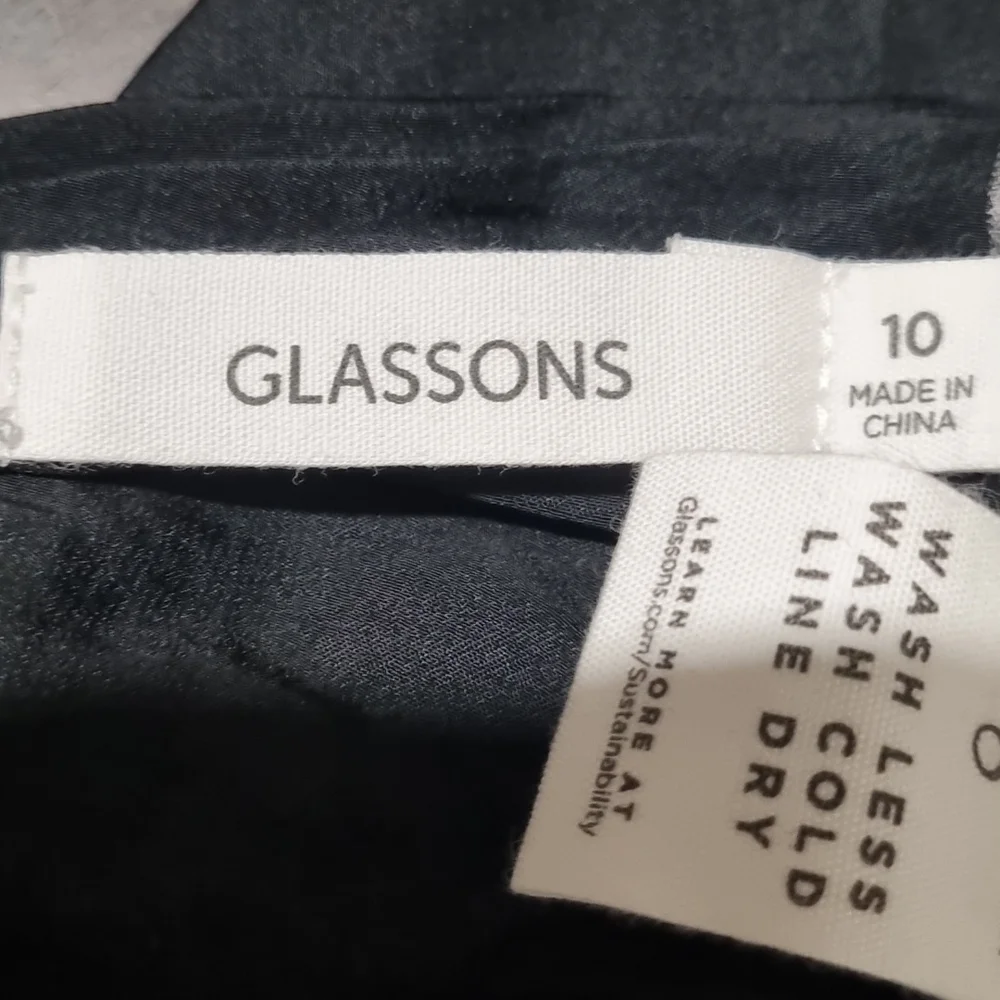 GLASSONS
10
MADE IN
CHINA
WASH LESS
WASH COLD
LINE DRY
LEARN MORE AT
Glassons.com/Sustainability